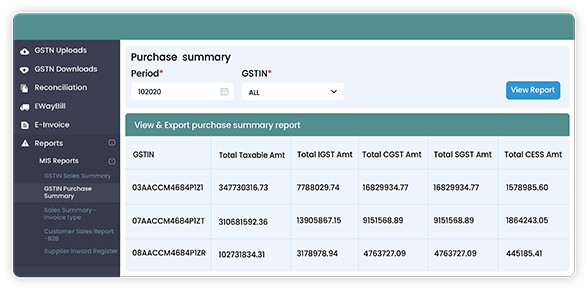 GSTN Uploads
GSTN Downloads
Reconciliation
EWayBill
E-Invoice
Reports
MIS Reports
GSTIN Sales Summary
GSTIN Purchase
Summary
Sales Summary -
Invoice type
Customer Sales Report
-B2B
Supplier inword Register
Purchase summary
Period* GSTIN*
102020 ALL View Report
View & Export purchase summary report
GSTIN Total Taxable Amt Total IGST Amt Total CGST Amt Total SGST Amt Total CESS Amt
03AACCM4684P1Z1 347730316.73 7788029.74 16829934.77 16829934.77 1578985.60
07AACCM4684P1ZT 310681592.36 13905867.15 9151568.89 9151568.89 1864243.05
08AACCM4684P1ZR 102731834.31 3178978.94 4763727.09 4763727.09 445185.41